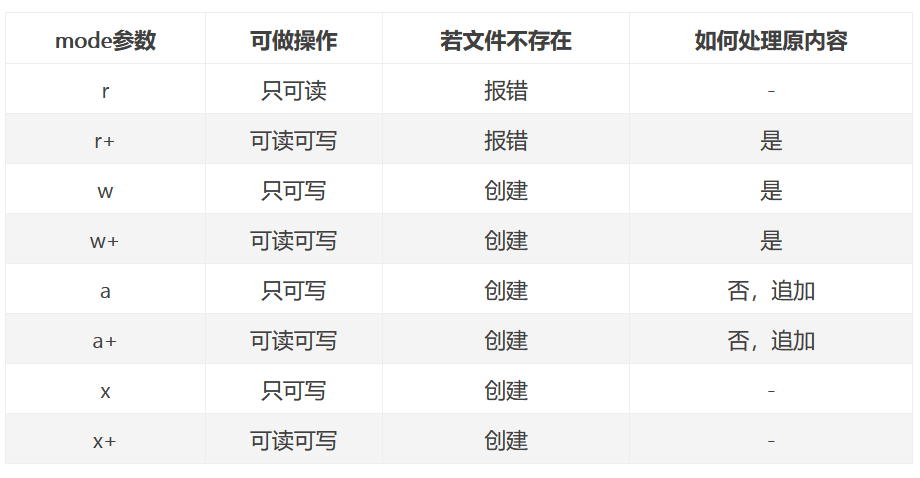 mode参数 可做操作 若文件不存在 如何处理原内容
r 只可读 报错 -
r+ 可读可写 报错 是
w 只可写 创建 是
w+ 可读可写 创建 是
a 只可写 创建 否，追加
a+ 可读可写 创建 否，追加
x 只可写 创建 -
x+ 可读可写 创建 -